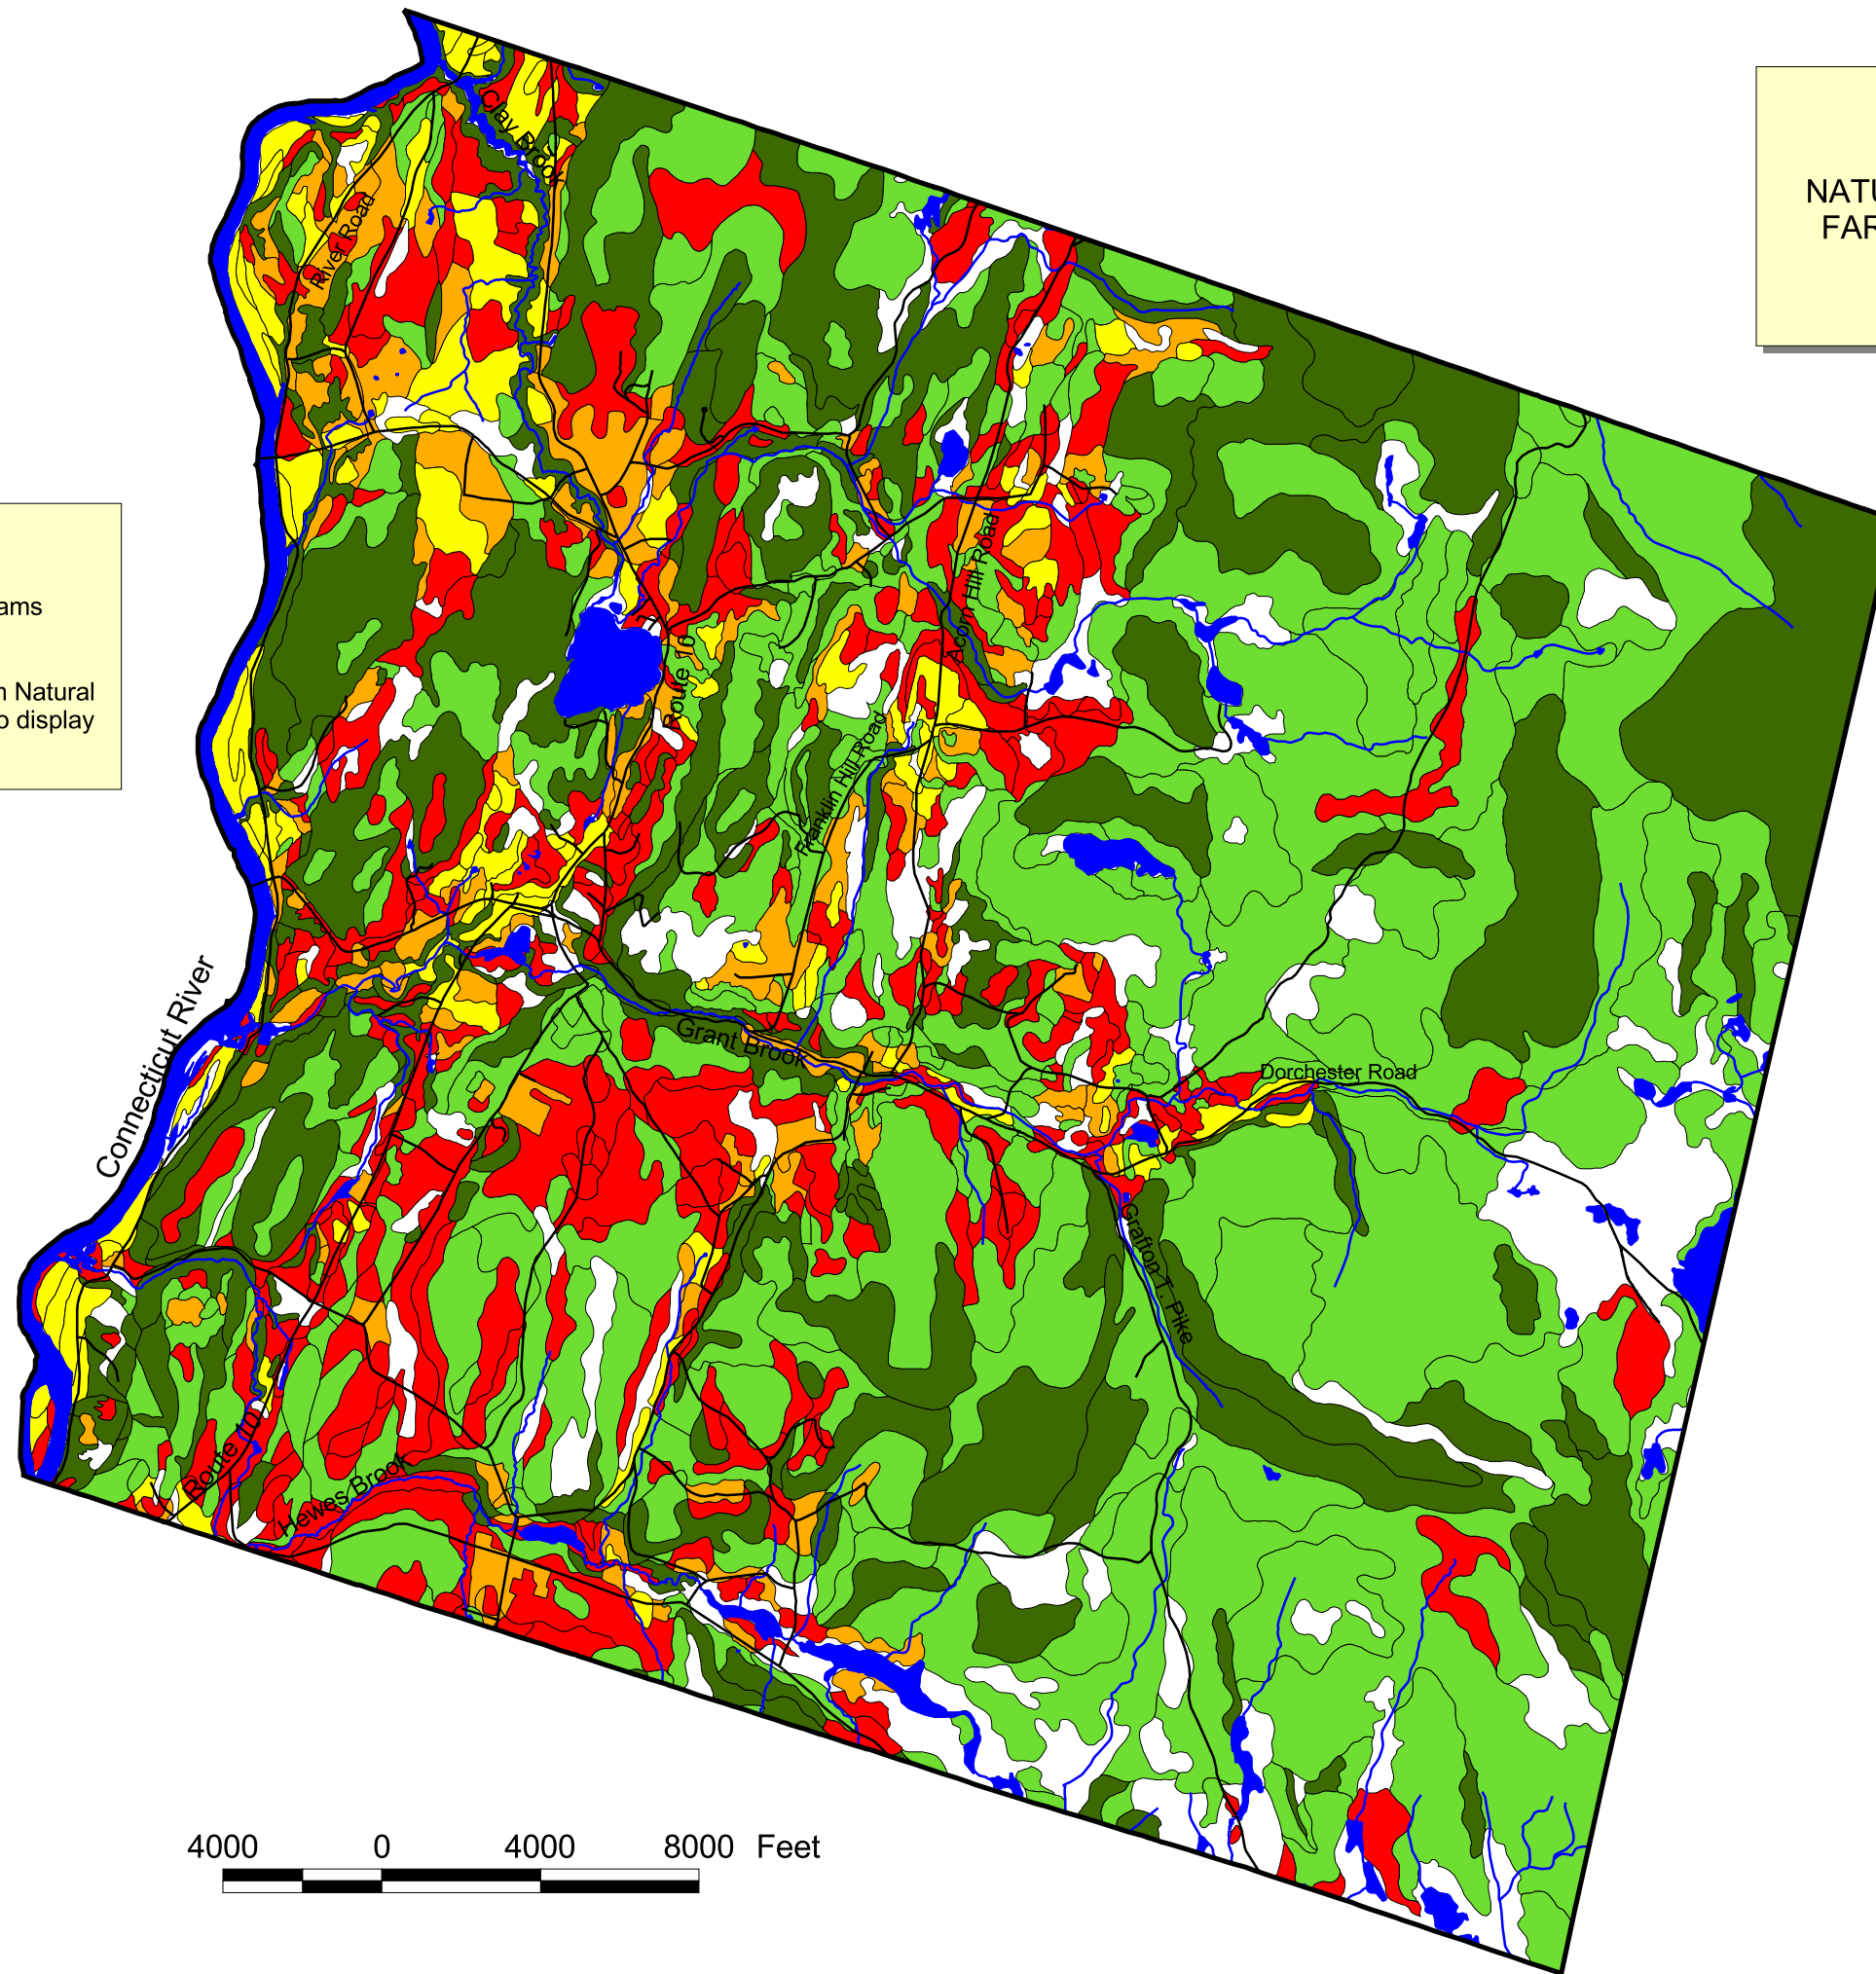 NATU
FAR
Clay Brook
River Road
Acorn Hill Road
ams
n Natural
o display
Route 10
Franklin Hill Road
Connecticut River
Grant Brook
Dorchester Road
Grafton T. Pike
Route 10
Hewes Brook
4000 0 4000 8000 Feet